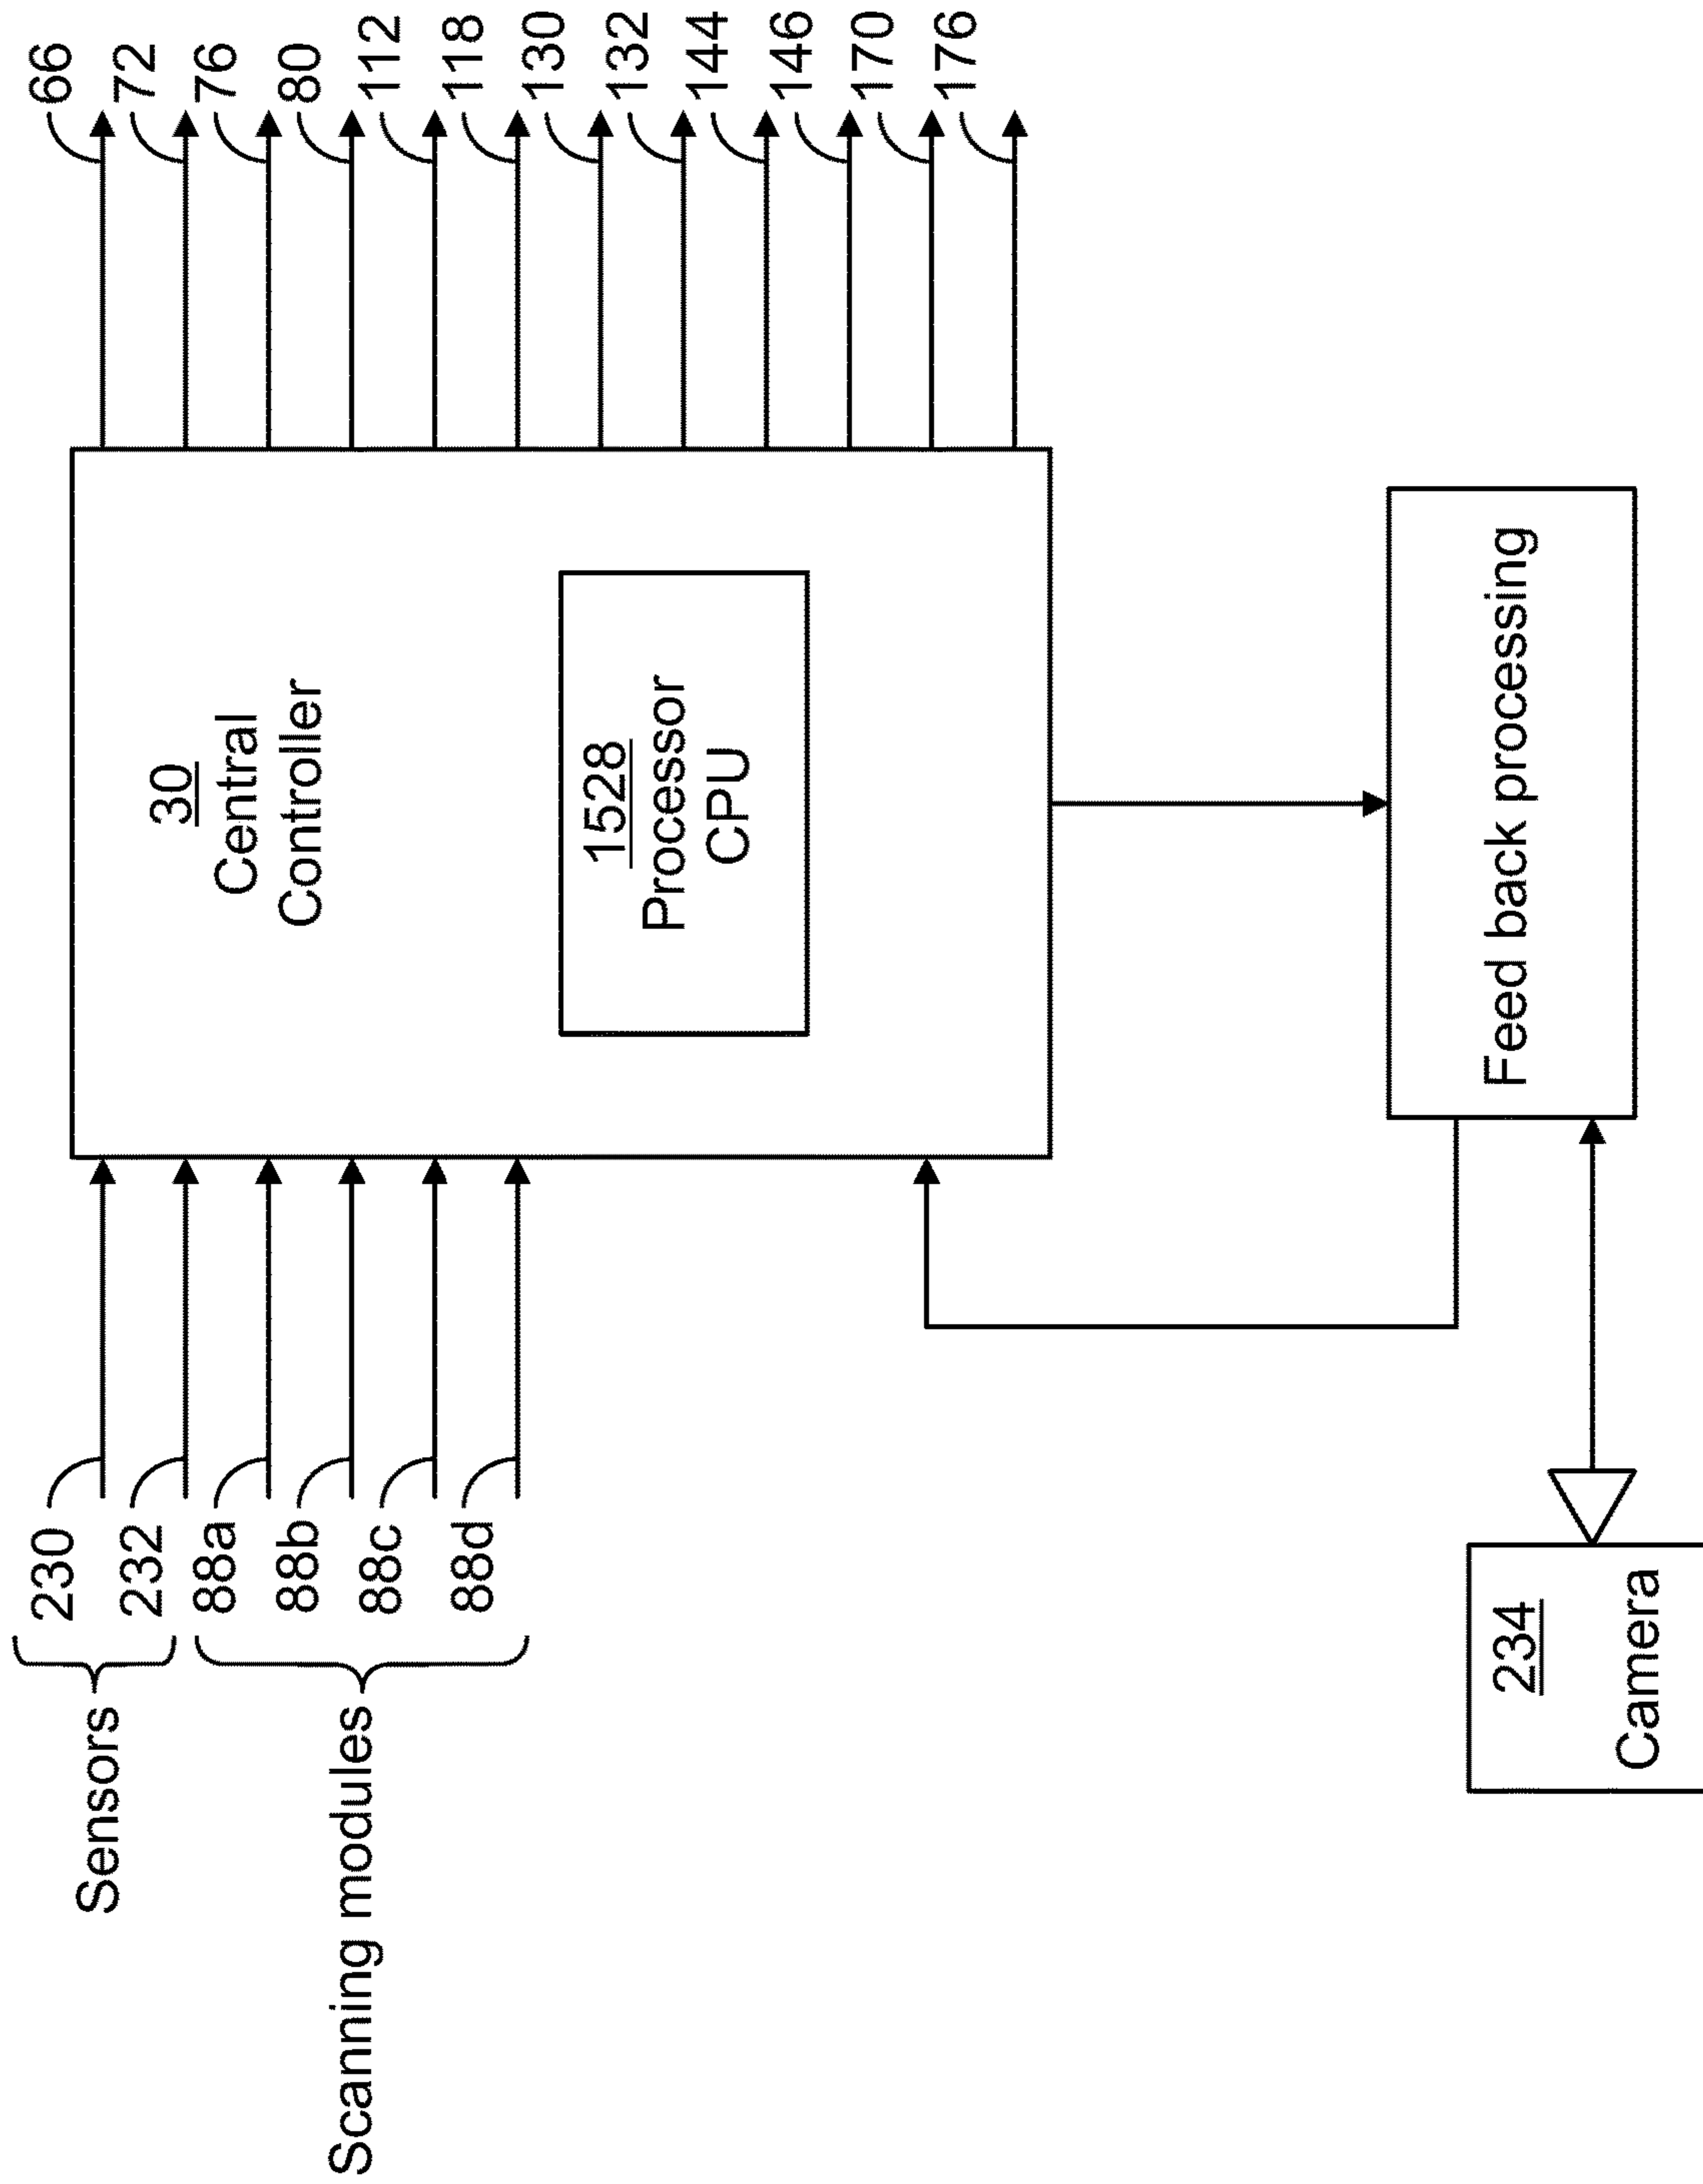 Sensors
230
232
Scanning modules
88a
88b
88c
88d
30
Central
Controller
1528
Processor
CPU
66
72
76
80
112
118
130
132
144
146
170
176
Feed back processing
234
Camera